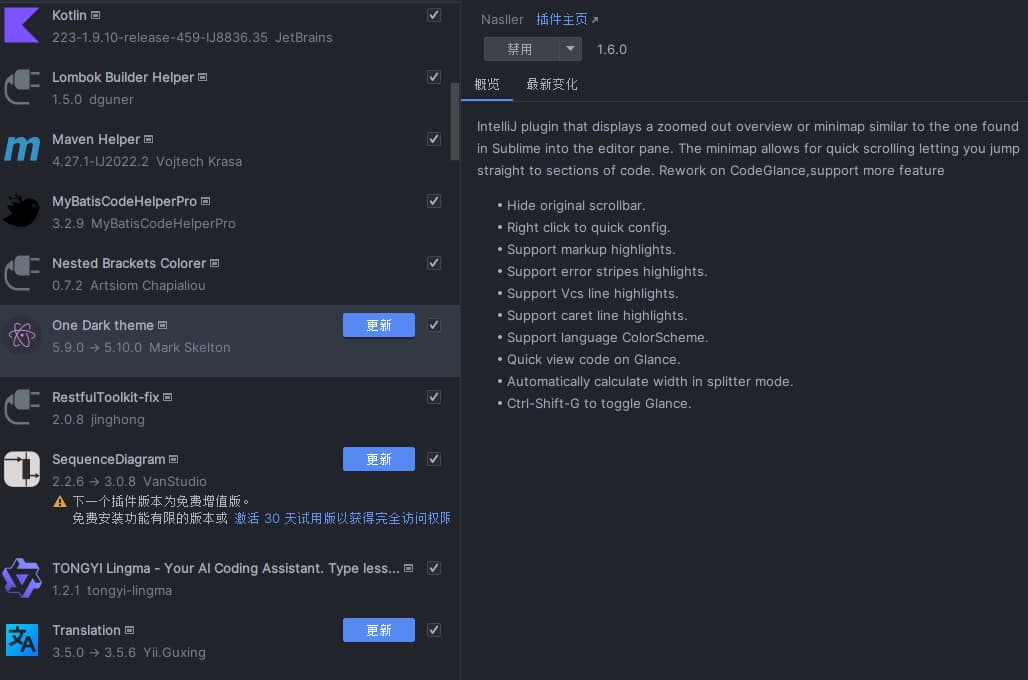 Kotlin
223-1.9.10-release-459-IJ8836.35 JetBrains
Lombok Builder Helper
1.5.0 dguner
Maven Helper
4.27.1-IJ2022.2 Vojtech Krasa
MyBatisCodeHelperPro
3.2.9 MyBatisCodeHelperPro
Nested Brackets Colorer
0.7.2 Artsiom Chapialiou
One Dark theme
更新
5.9.0 → 5.10.0 Mark Skelton
RestfulToolkit-fix
2.0.8 jinghong
SequenceDiagram
更新
2.2.6 → 3.0.8 VanStudio
下一个插件版本为免费增值版。
免费安装功能有限的版本或 激活 30 天试用版以获得完全访问权限
TONGYI Lingma - Your AI Coding Assistant. Type less...
1.2.1 tongyi-lingma
Translation
更新
3.5.0 → 3.5.6 Yii.Guxing
Nasller 插件主页 ↗
禁用 1.6.0
概览 最新变化
IntelliJ plugin that displays a zoomed out overview or minimap similar to the one found
in Sublime into the editor pane. The minimap allows for quick scrolling letting you jump
straight to sections of code. Rework on CodeGlance,support more feature
• Hide original scrollbar.
• Right click to quick config.
• Support markup highlights.
• Support error stripes highlights.
• Support Vcs line highlights.
• Support caret line highlights.
• Support language ColorScheme.
• Quick view code on Glance.
• Automatically calculate width in splitter mode.
• Ctrl-Shift-G to toggle Glance.